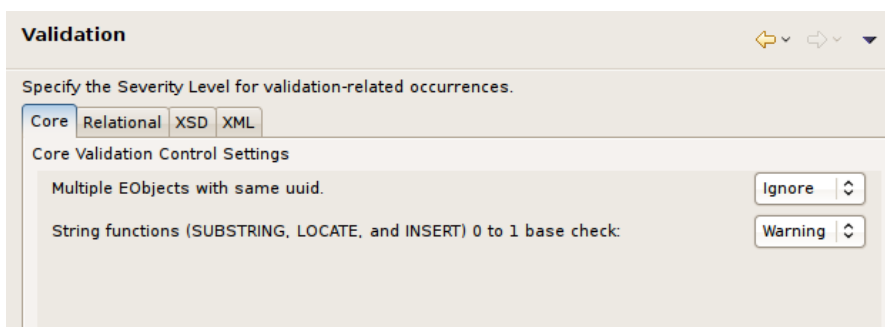 Validation
Specify the Severity Level for validation-related occurrences.
Core Relational XSD XML
Core Validation Control Settings
Multiple EObjects with same uuid. Ignore
String functions (SUBSTRING, LOCATE, and INSERT) 0 to 1 base check: Warning